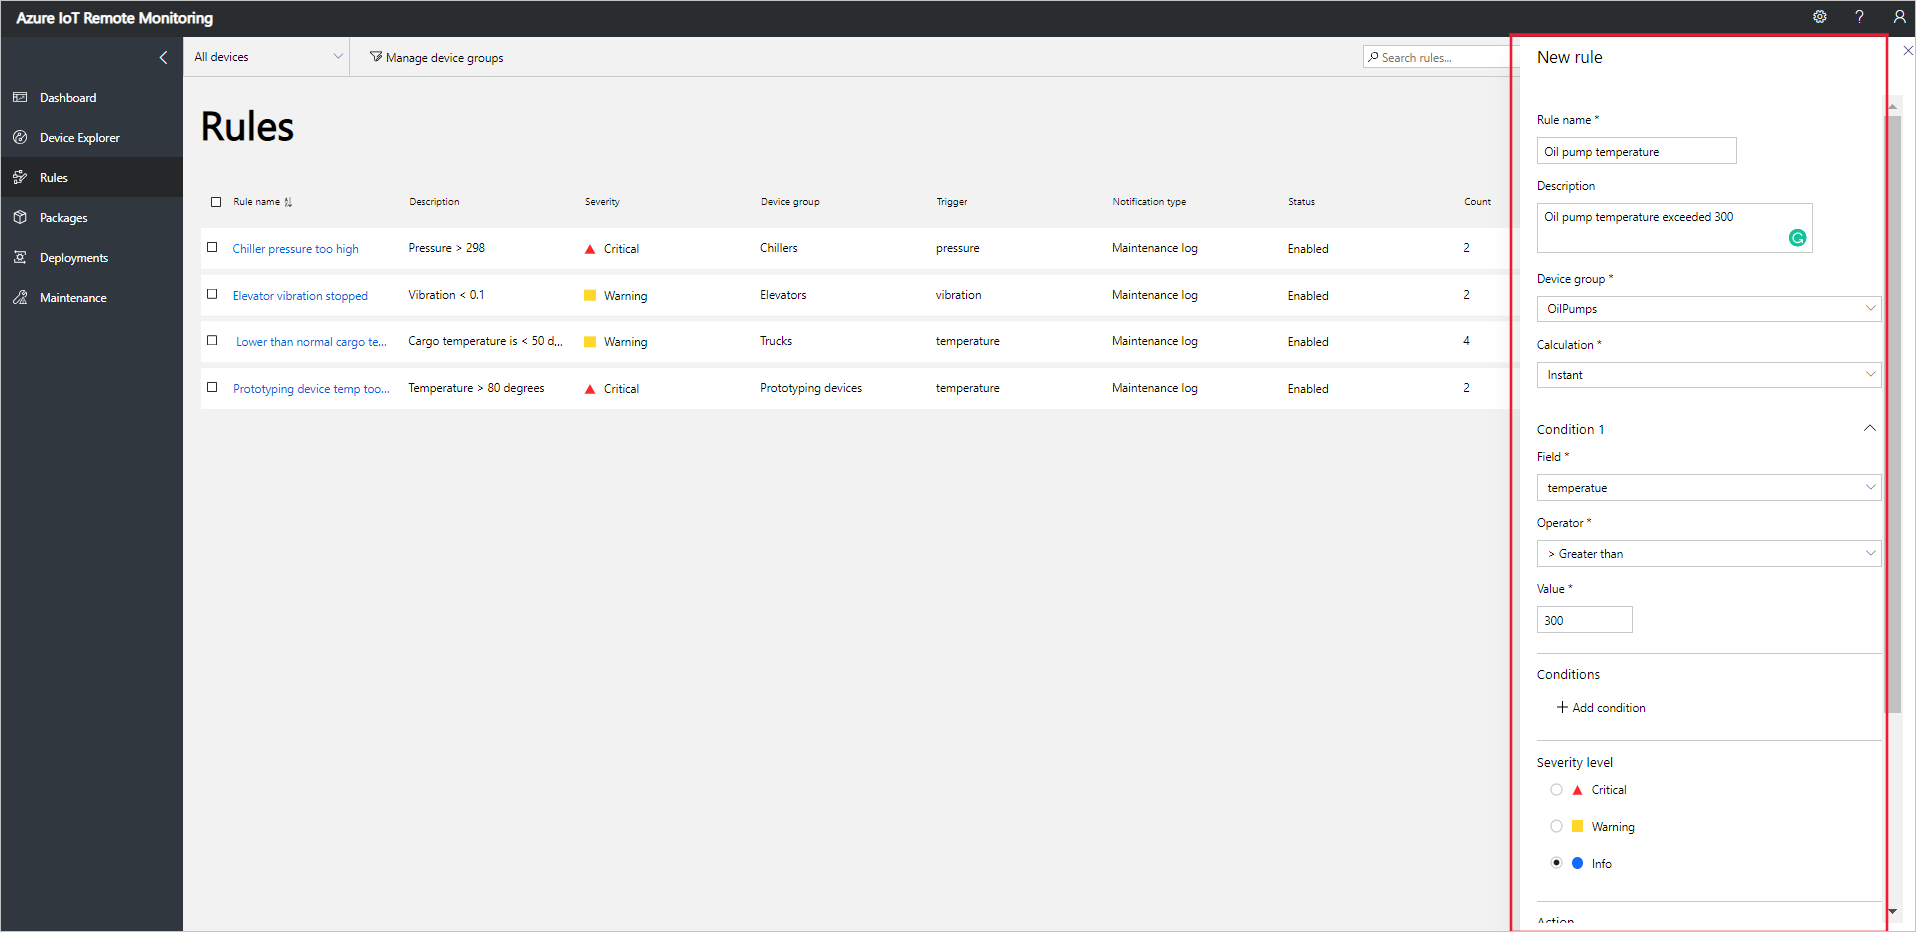 Azure IoT Remote Monitoring
?
All devices
Manage device groups
Search rules...
Dashboard
Device Explorer
Rules
Packages
Deployments
Maintenance
Rules
Rule name Description Severity Device group Trigger Notification type Status Count
Chiller pressure too high Pressure > 298 Critical Chillers pressure Maintenance log Enabled 2
Elevator vibration stopped Vibration < 0.1 Warning Elevators vibration Maintenance log Enabled 2
Lower than normal cargo te... Cargo temperature is < 50 d... Warning Trucks temperature Maintenance log Enabled 4
Prototyping device temp too... Temperature > 80 degrees Critical Prototyping devices temperature Maintenance log Enabled 2
New rule
Rule name *
Oil pump temperature
Description
Oil pump temperature exceeded 300
Device group *
OilPumps
Calculation *
Instant
Condition 1
Field *
temperatue
Operator *
> Greater than
Value *
300
Conditions
+ Add condition
Severity level
Critical
Warning
Info
Action